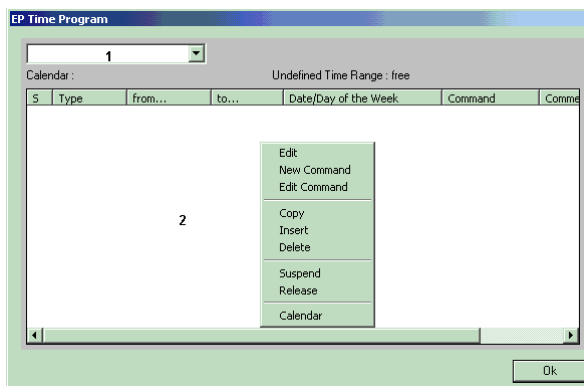 EP Time Program
1
Calendar : Undefined Time Range : free
S Type from... to... Date/Day of the Week Command Comme
Edit
New Command
Edit Command
2
Copy
Insert
Delete
Suspend
Release
Calendar
Ok